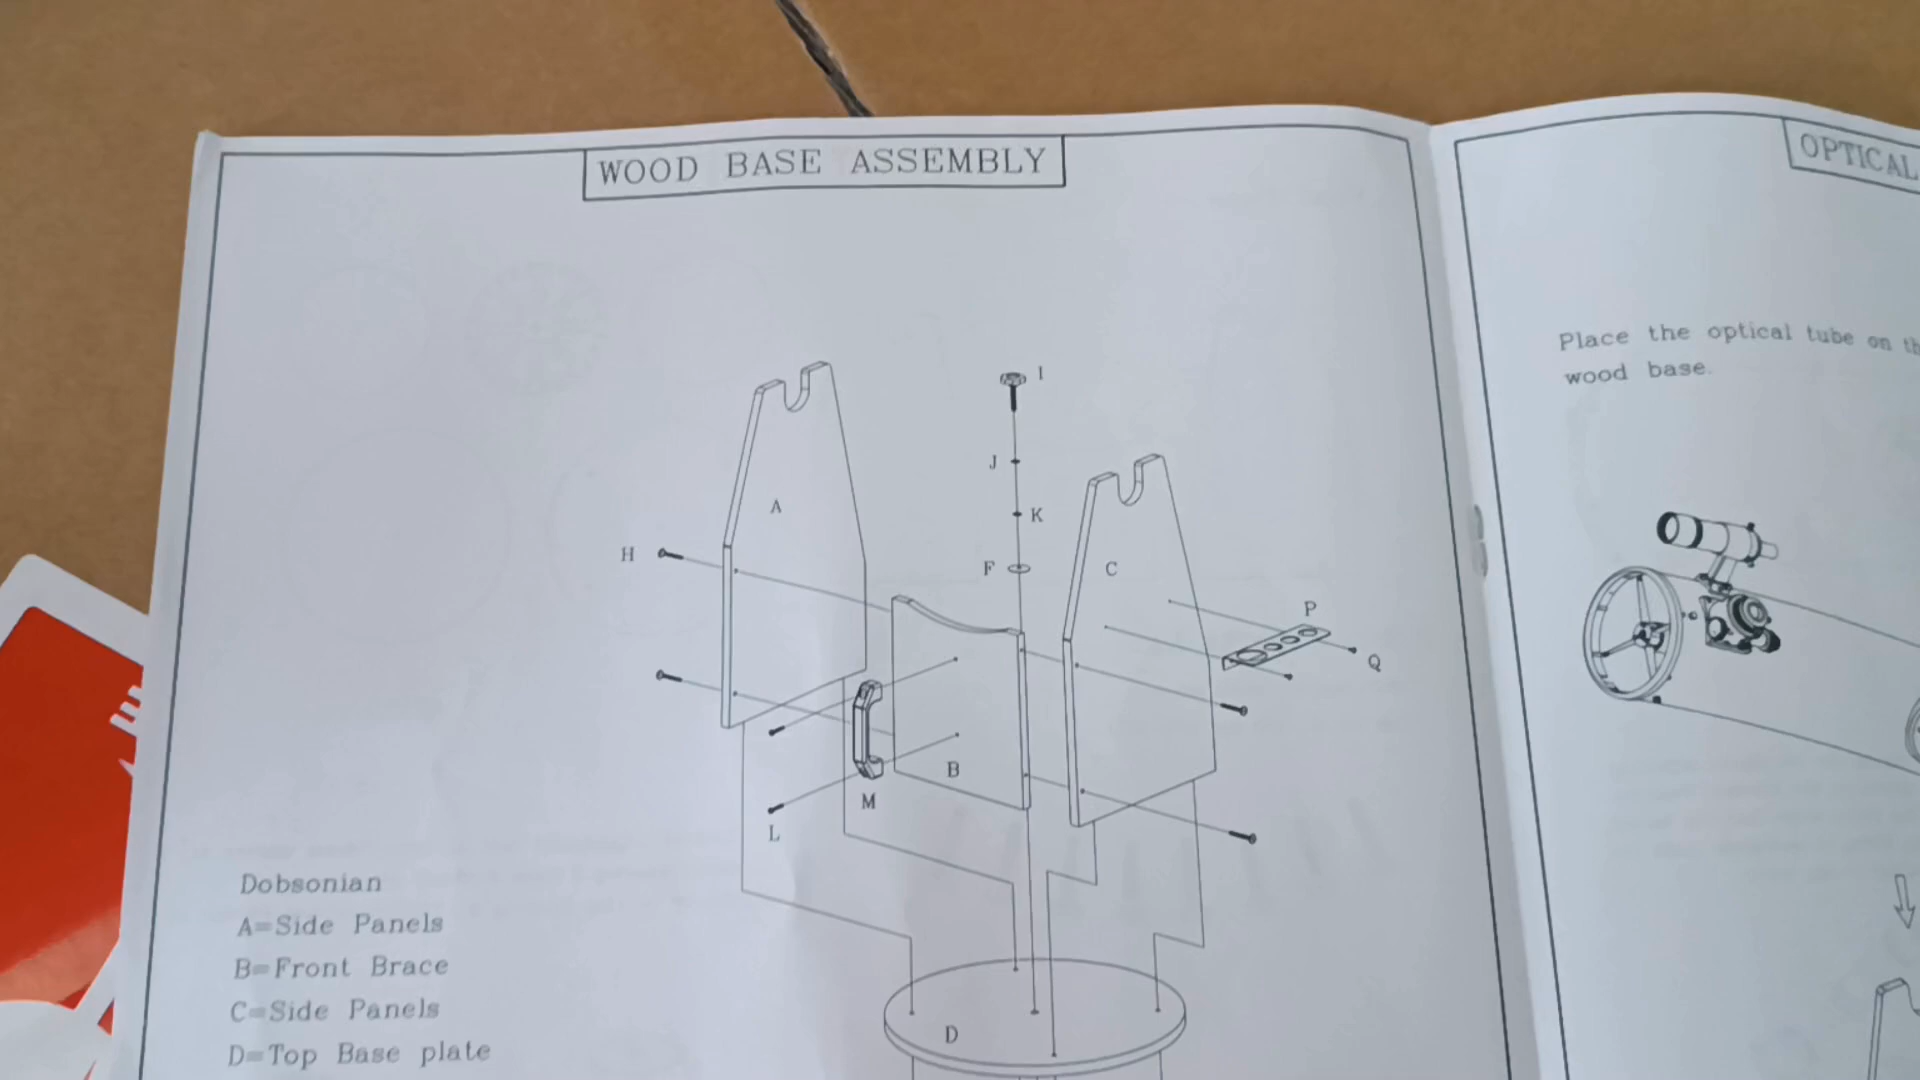 WOOD BASE ASSEMBLY
I
J
K
A
H
F
C
P
Q
B
M
L
Dobsonian
A=Side Panels
B=Front Brace
C=Side Panels
D=Top Base plate
D
OPTICAL
Place the optical tube on th
wood base.